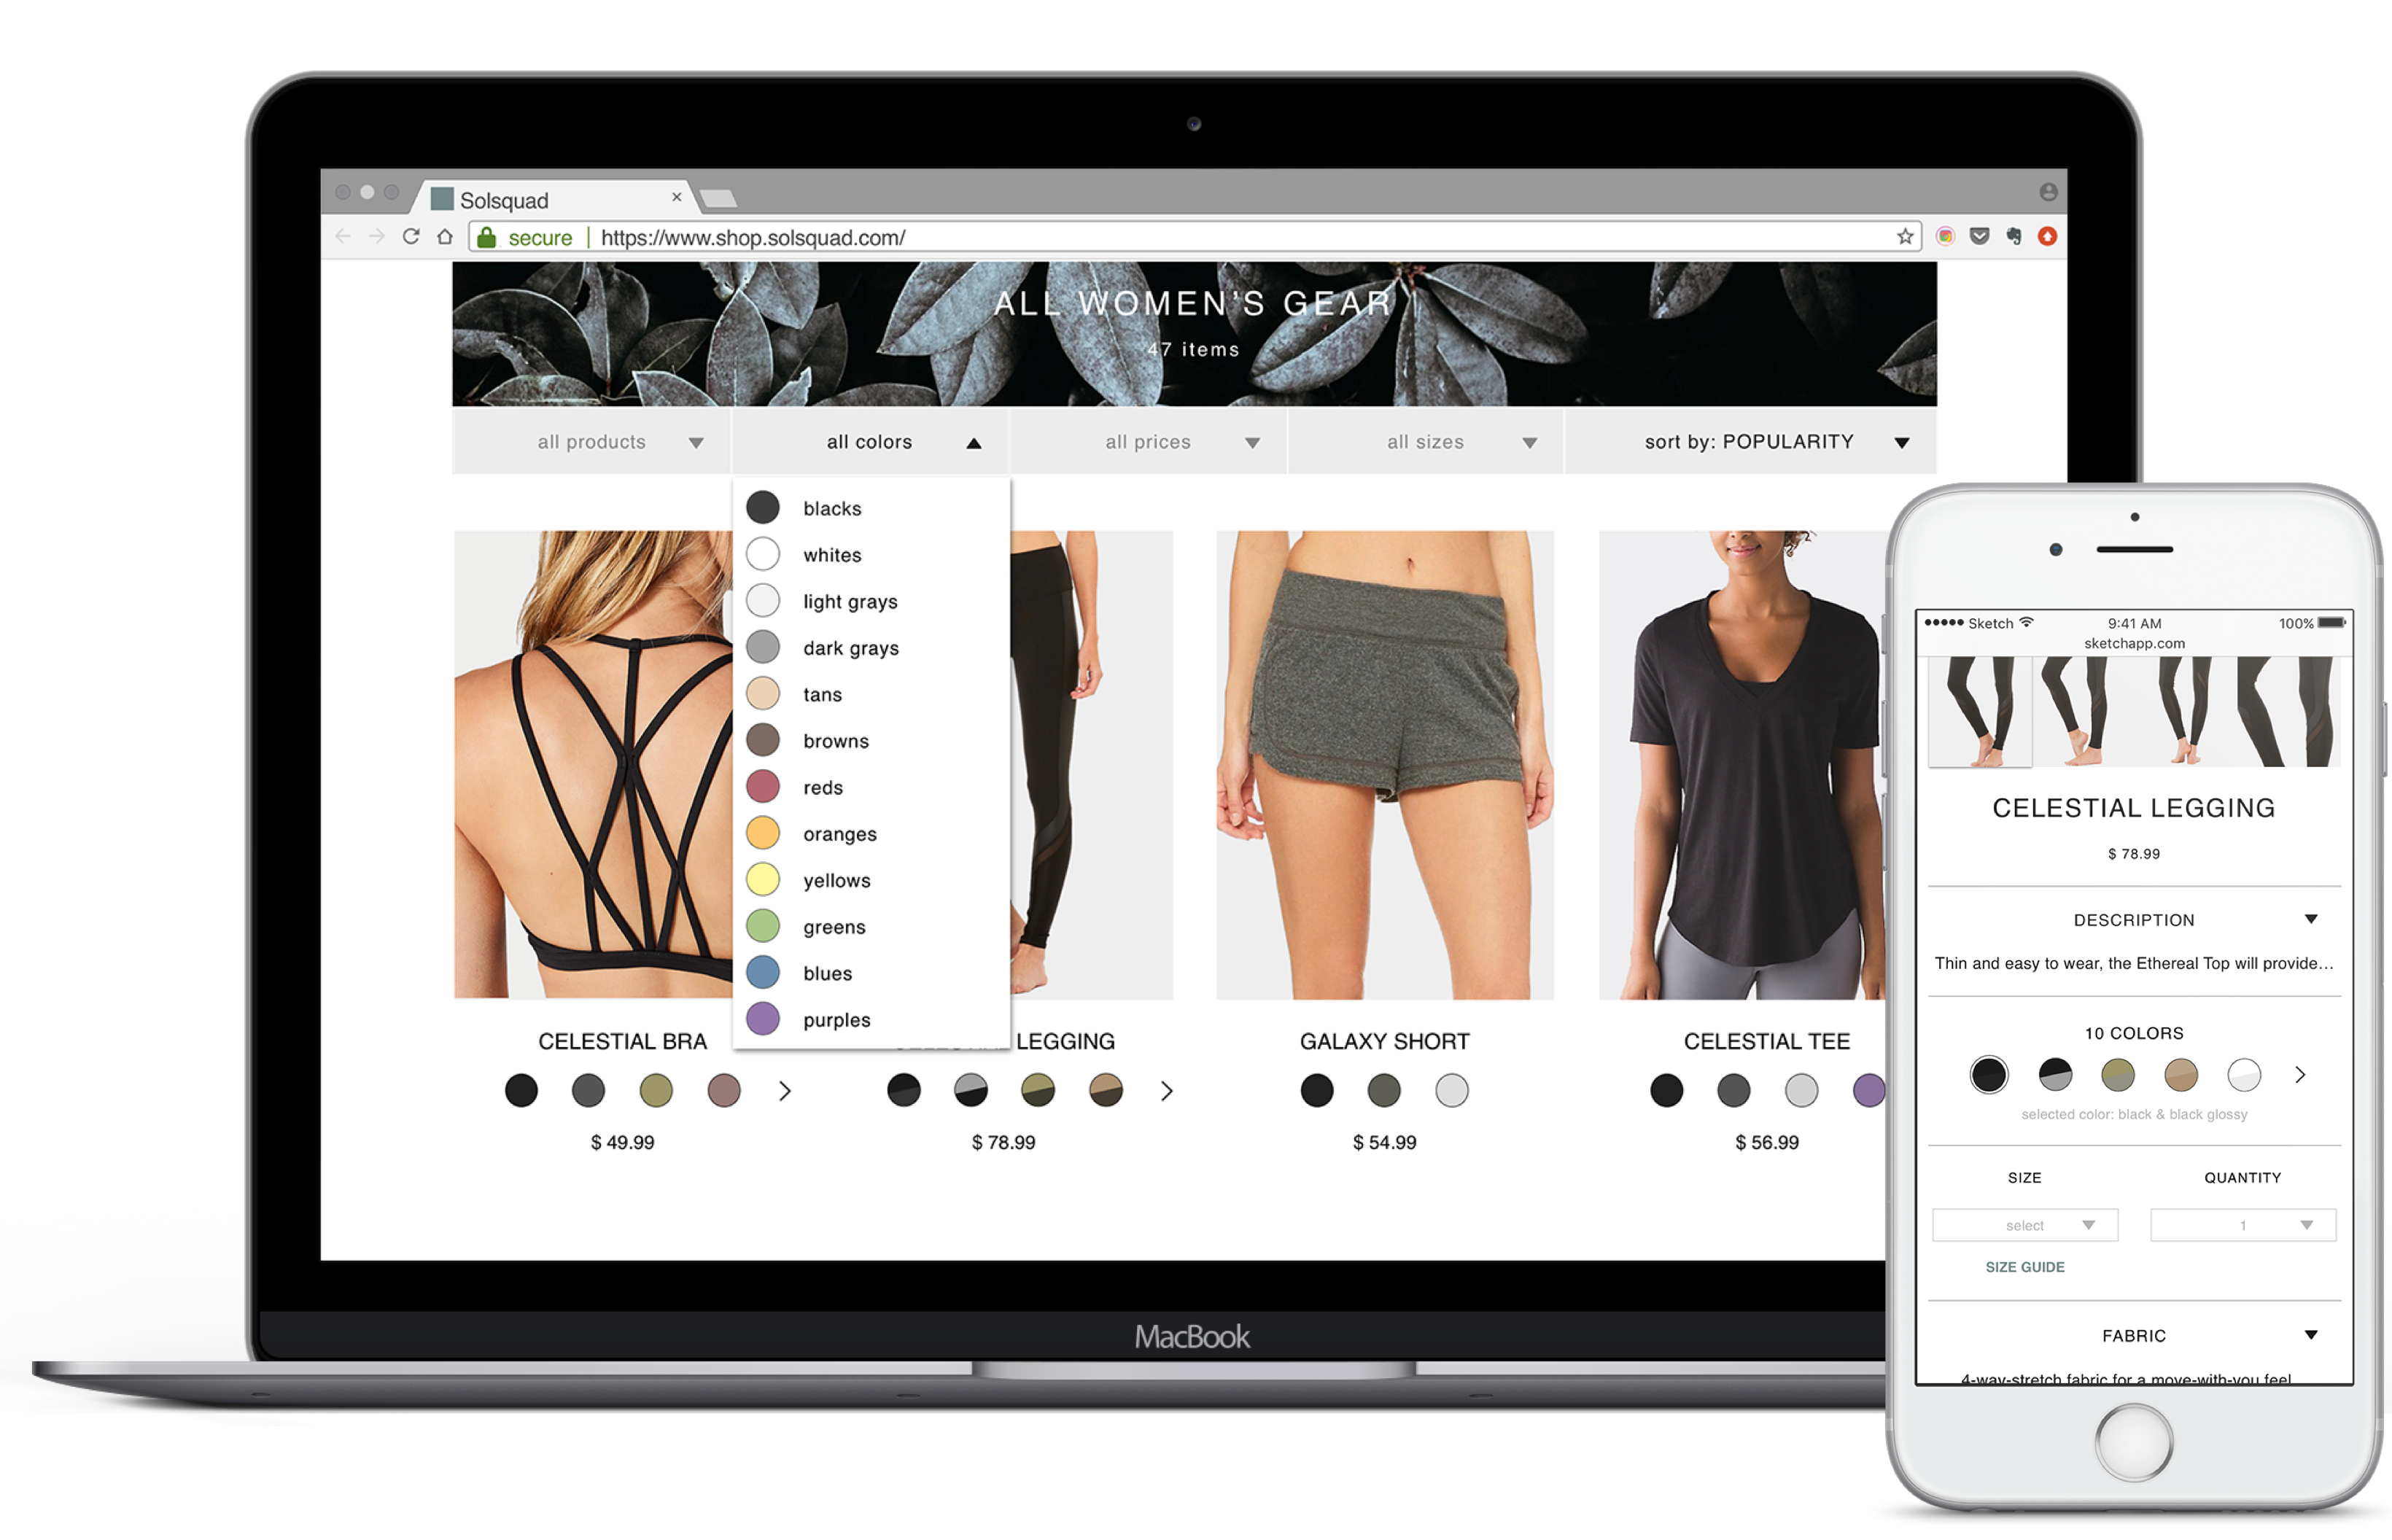 Solsquad
secure | https://www.shop.solsquad.com/
ALL WOMEN'S GEAR
47 items
all products
all colors
all prices
all sizes
sort by: POPULARITY
blacks
whites
light grays
dark grays
tans
browns
reds
oranges
yellows
greens
blues
purples
CELESTIAL BRA
LEGGING
GALAXY SHORT
CELESTIAL TEE
$ 49.99
$ 78.99
$ 54.99
$ 56.99
MacBook
Sketch
9:41 AM
100%
sketchapp.com
CELESTIAL LEGGING
$ 78.99
DESCRIPTION
Thin and easy to wear, the Ethereal Top will provide...
10 COLORS
selected color: black & black glossy
SIZE
QUANTITY
select
1
SIZE GUIDE
FABRIC
4-way-stretch fabric for a move-with-you feel